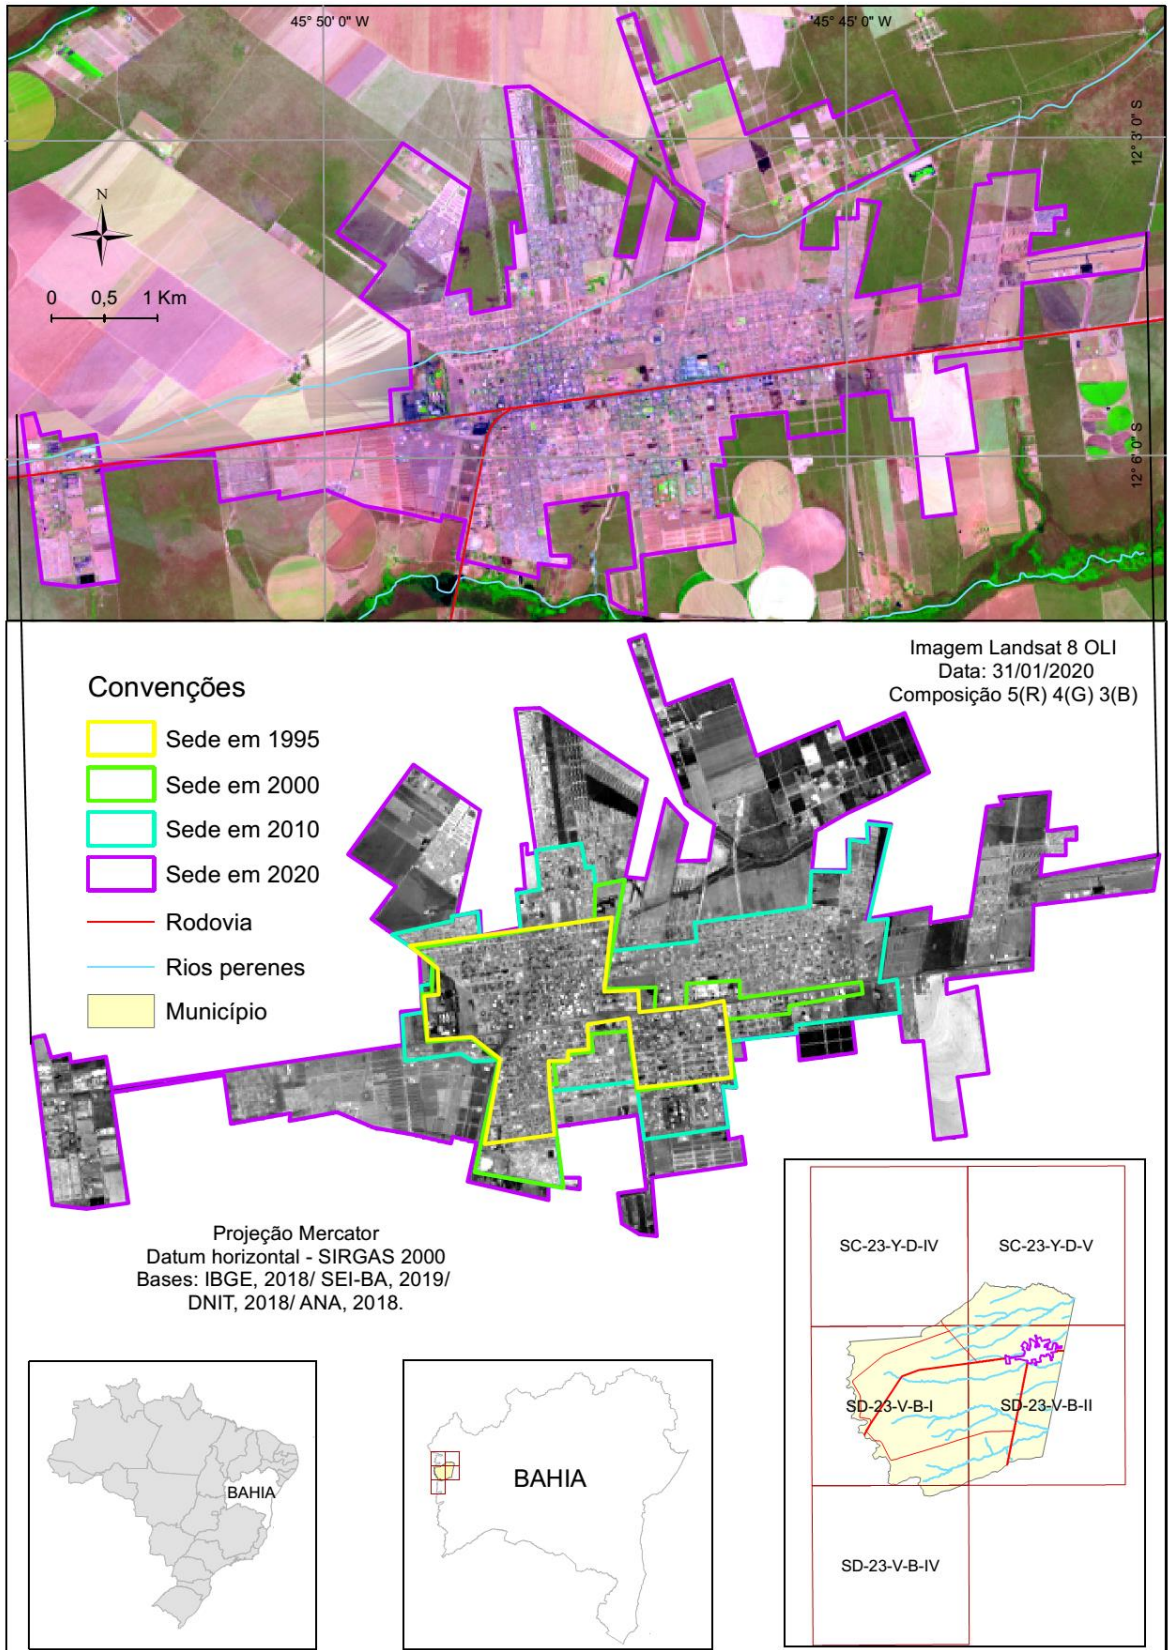 45° 50' 0" W
45° 45' 0" W
12° 3' 0" S
N
0 0,5 1 Km
12° 6' 0" S
Imagem Landsat 8 OLI
Data: 31/01/2020
Composição 5(R) 4(G) 3(B)
Convenções
Sede em 1995
Sede em 2000
Sede em 2010
Sede em 2020
Rodovia
Rios perenes
Município
Projeção Mercator
Datum horizontal - SIRGAS 2000
Bases: IBGE, 2018/ SEI-BA, 2019/
DNIT, 2018/ ANA, 2018.
BAHIA
BAHIA
SC-23-Y-D-IV
SC-23-Y-D-V
SD-23-V-B-I
SD-23-V-B-II
SD-23-V-B-IV